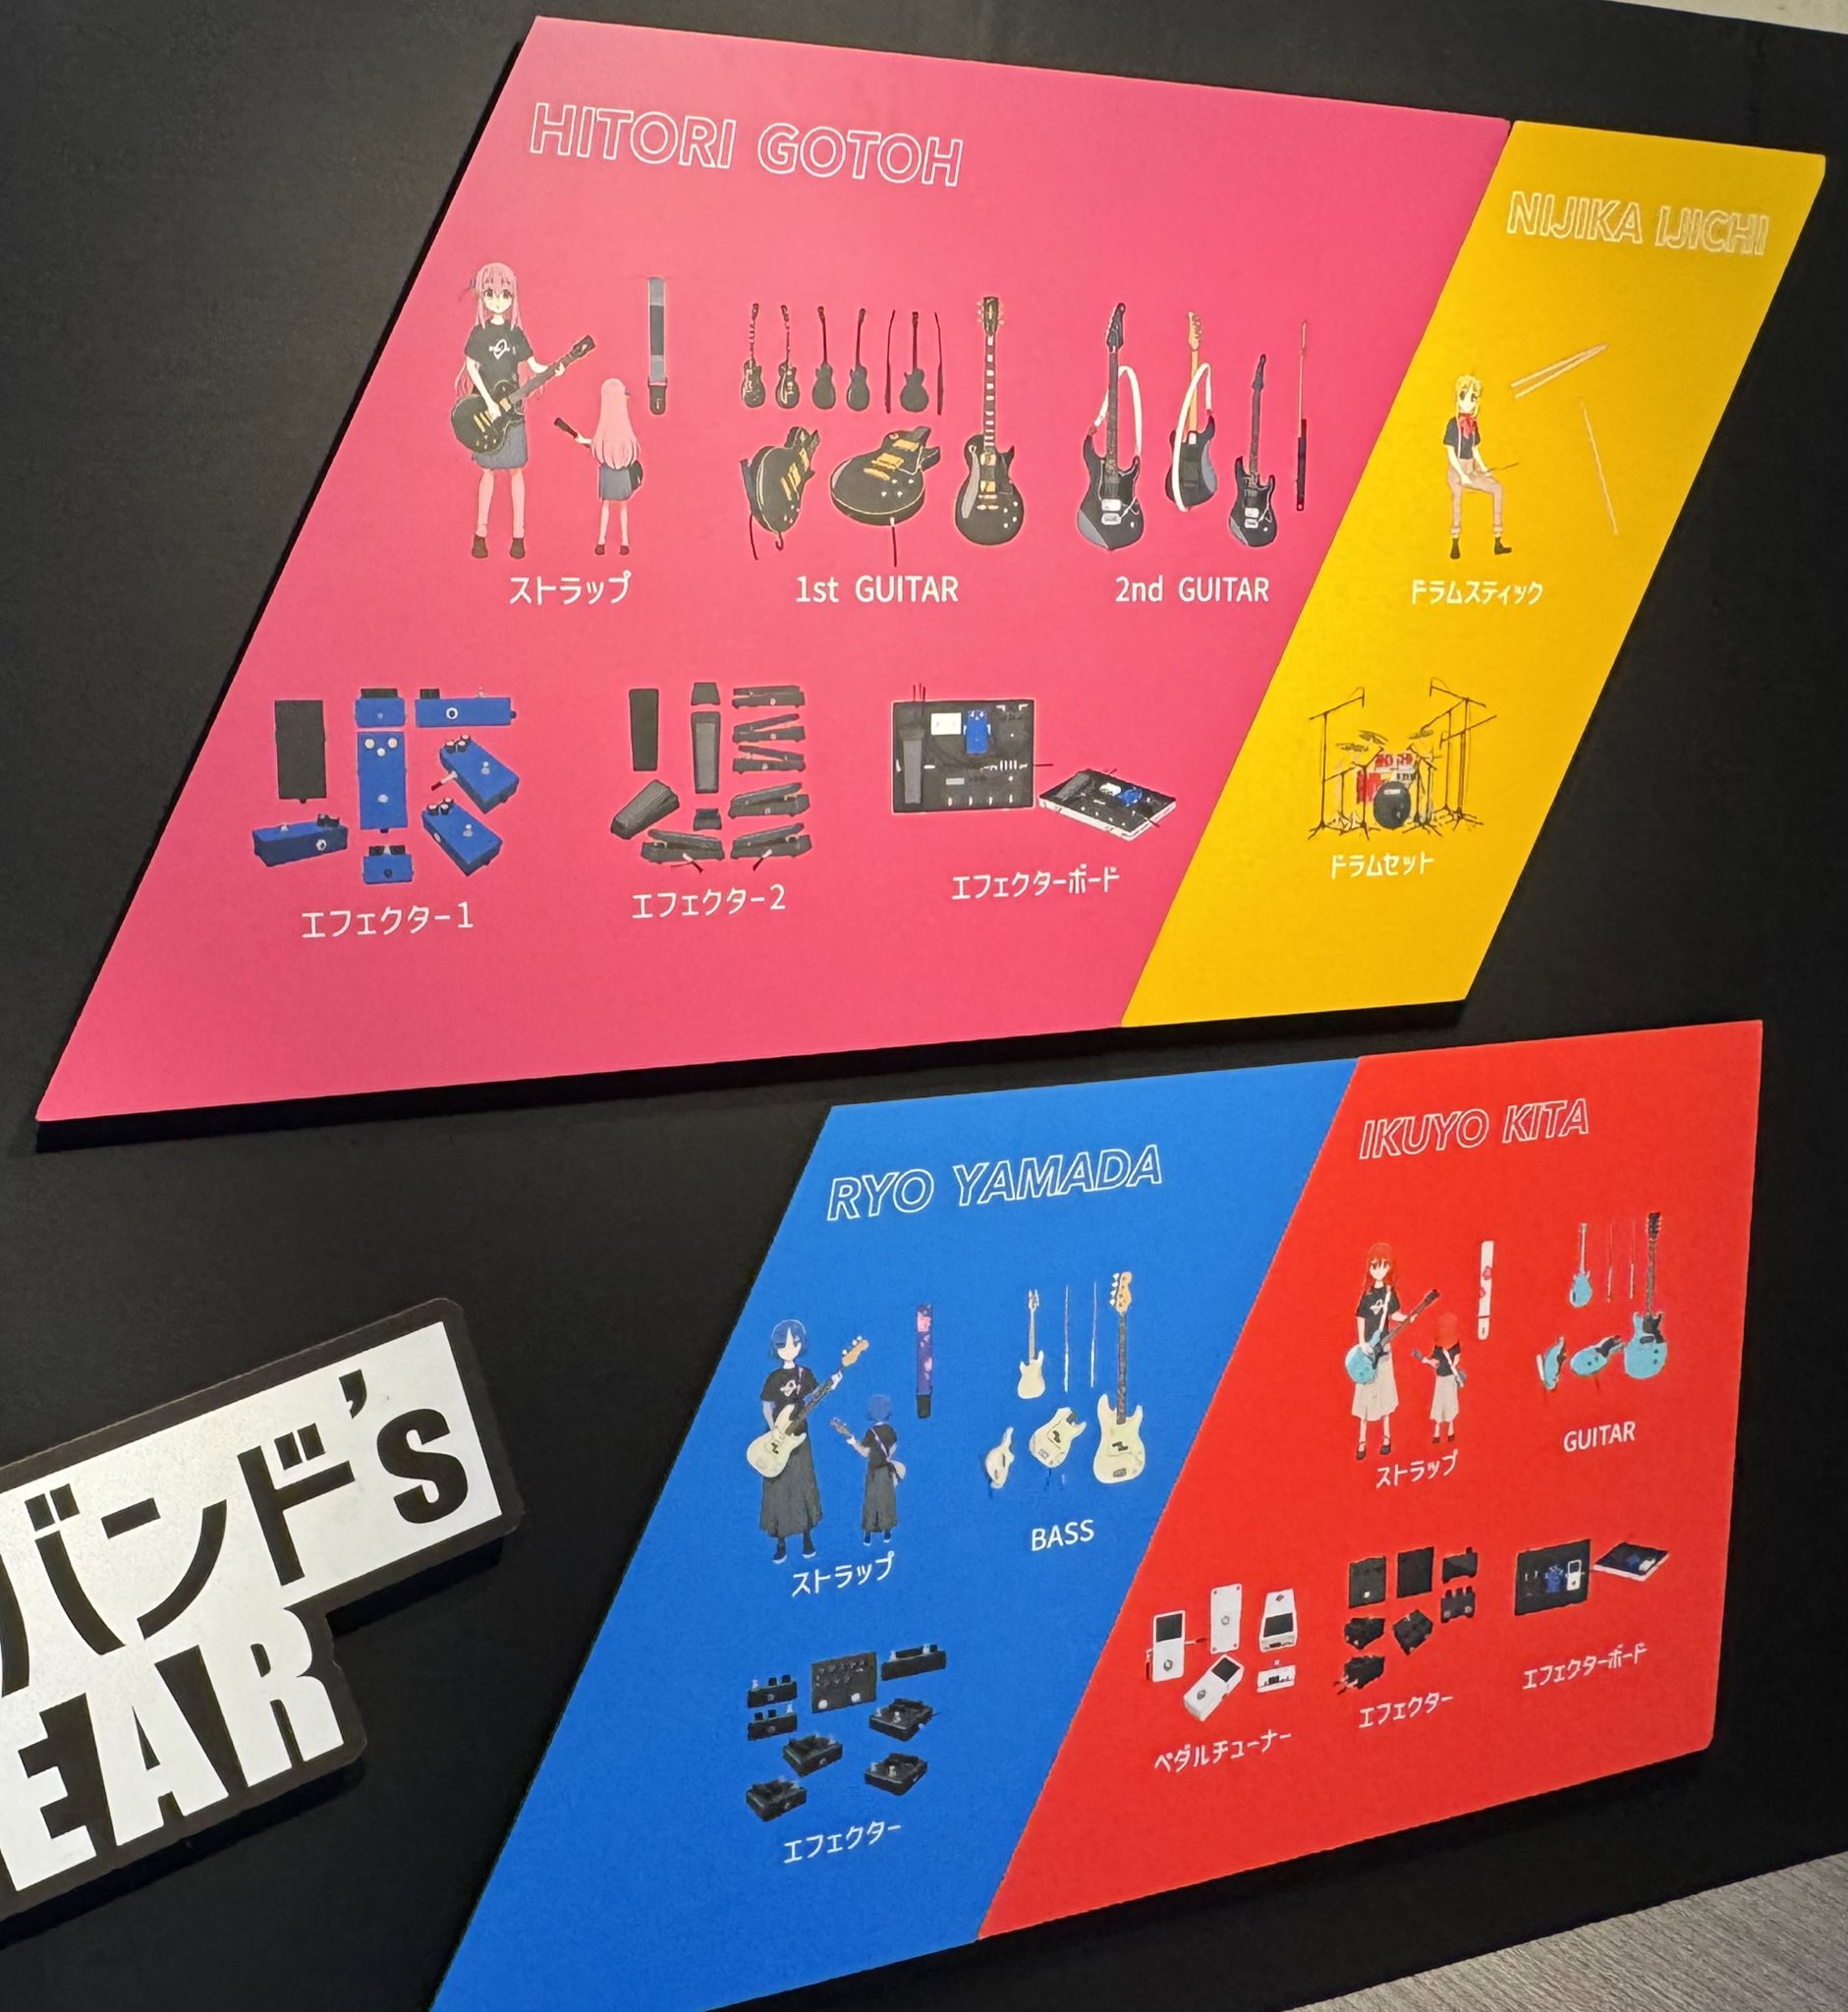 HITORI GOTOH
ストラップ
1st GUITAR
2nd GUITAR
エフェクター1
エフェクター2
エフェクターボード
NIJIKA IJICHI
ドラムスティック
ドラムセット
RYO YAMADA
ストラップ
BASS
エフェクター
IKUYO KITA
ストラップ
GUITAR
ペダルチューナー
エフェクター
エフェクターボード
バンド's
EAR